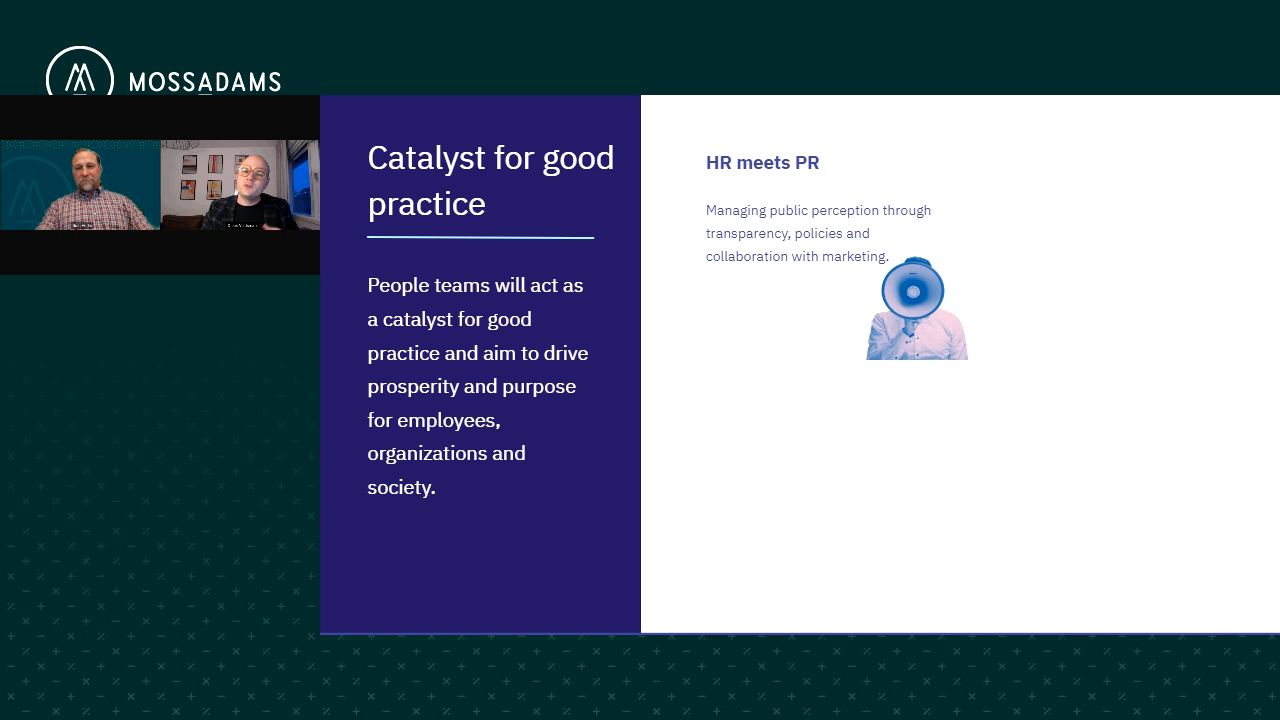 MOSSADAMS
Catalyst for good
practice
People teams will act as
a catalyst for good
practice and aim to drive
prosperity and purpose
for employees,
organizations and
society.
HR meets PR
Managing public perception through
transparency, policies and
collaboration with marketing.